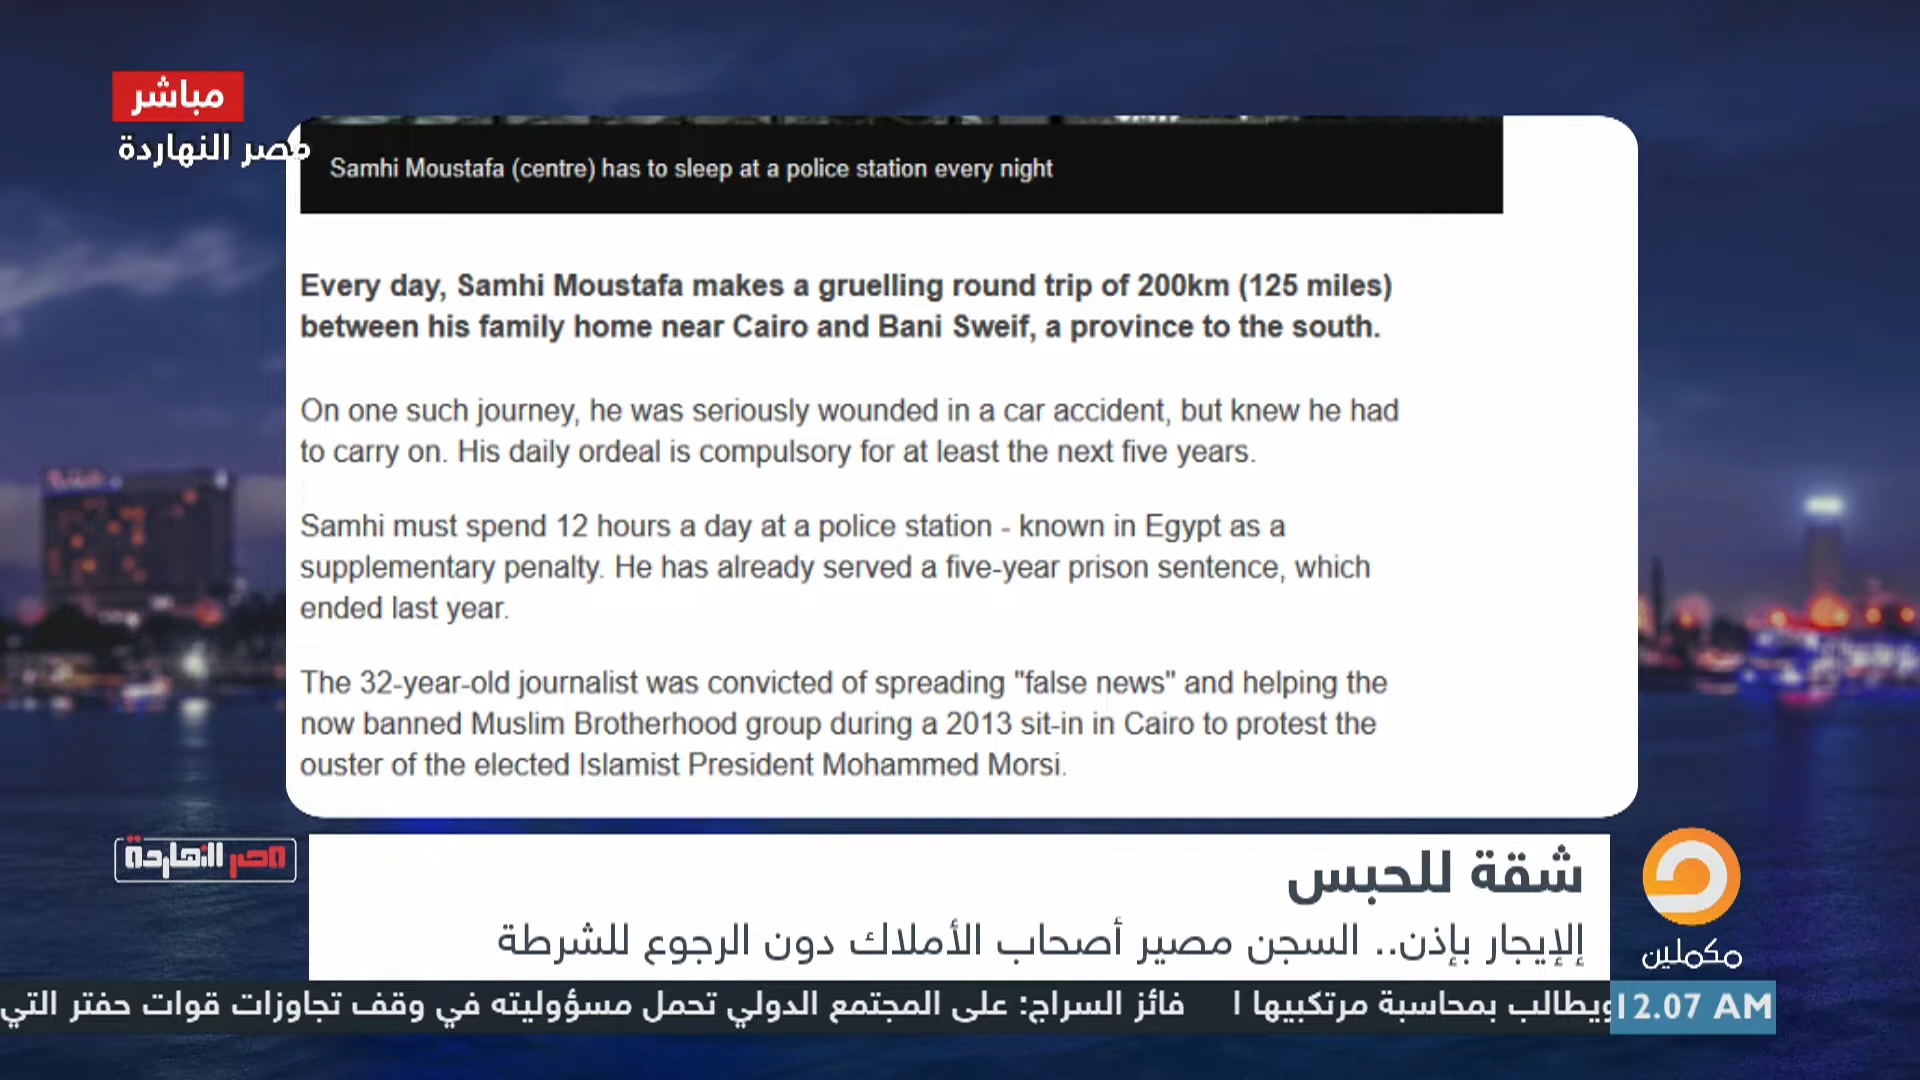 مباشر
مصر النهاردة
Samhi Moustafa (centre) has to sleep at a police station every night
Every day, Samhi Moustafa makes a gruelling round trip of 200km (125 miles)
between his family home near Cairo and Bani Sweif, a province to the south.
On one such journey, he was seriously wounded in a car accident, but knew he had
to carry on. His daily ordeal is compulsory for at least the next five years.
Samhi must spend 12 hours a day at a police station - known in Egypt as a
supplementary penalty. He has already served a five-year prison sentence, which
ended last year.
The 32-year-old journalist was convicted of spreading "false news" and helping the
now banned Muslim Brotherhood group during a 2013 sit-in in Cairo to protest the
ouster of the elected Islamist President Mohammed Morsi.
مصر النهاردة
شقة للحبس
الإيجار بإذن.. السجن مصير أصحاب الأملاك دون الرجوع للشرطة
مكملين
ويطالب بمحاسبة مرتكبيها ا فائز السراج: على المجتمع الدولي تحمل مسؤوليته في وقف تجاوزات قوات حفتر التي
12.07 AM